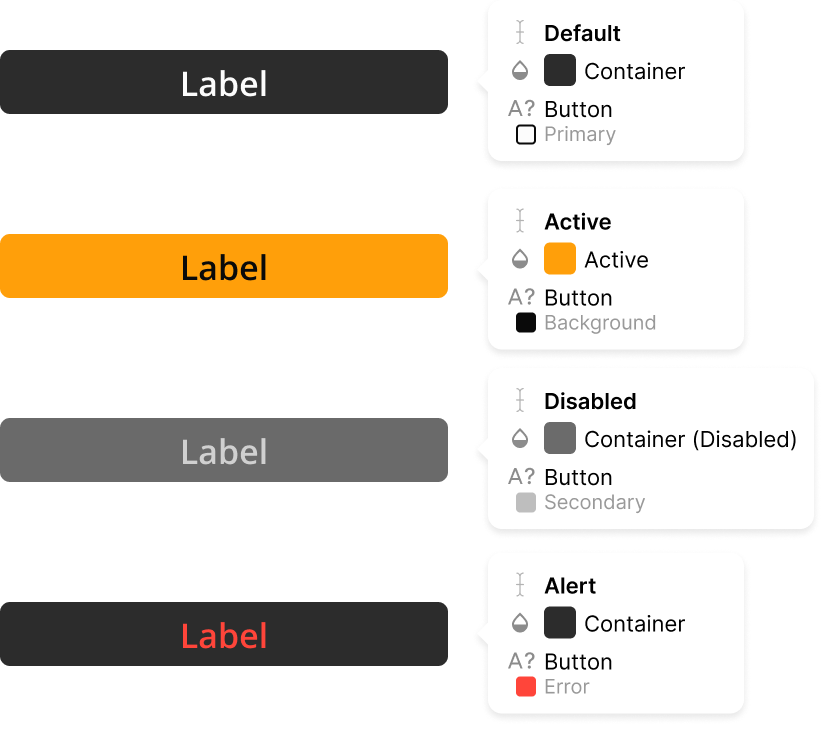 Label
Default
Container
A? Button
Primary
Label
Active
Active
A? Button
Background
Label
Disabled
Container (Disabled)
A? Button
Secondary
Label
Alert
Container
A? Button
Error